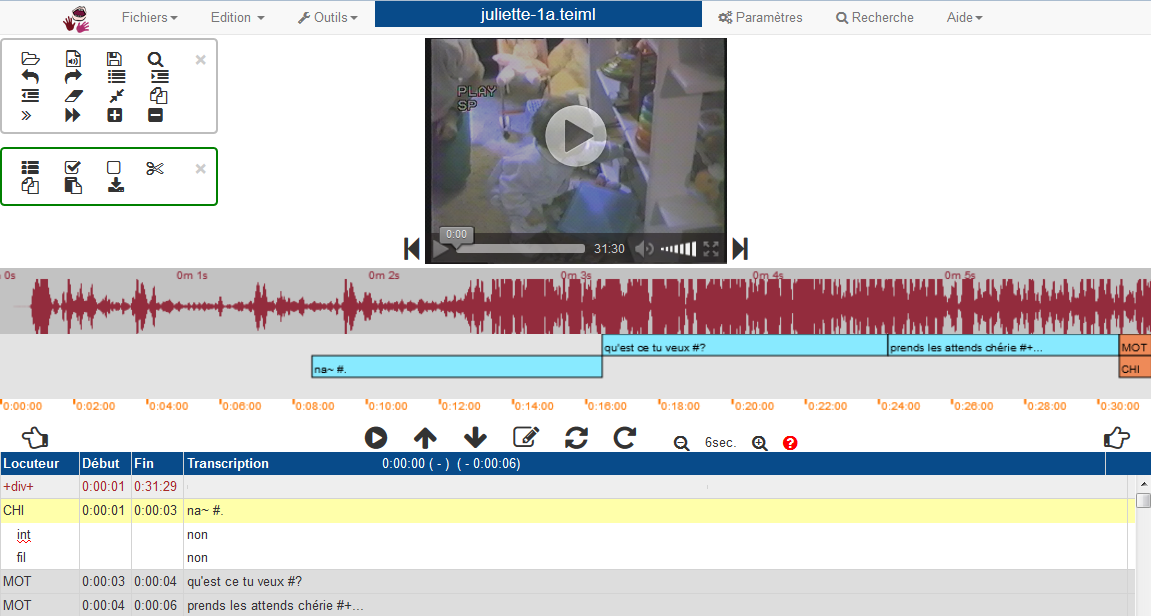 Fichiers Edition Outils juliette-1a.teiml Paramètres Recherche Aide
PLAY
SP
0:00
31:30
0s 0m 1s 0m 2s 0m 3s 0m 4s 0m 5s
qu'est ce tu veux #? prends les attends chérie #+... MOT
na~ #. CHI
0:00:00 0:02:00 0:04:00 0:06:00 0:08:00 0:10:00 0:12:00 0:14:00 0:16:00 0:18:00 0:20:00 0:22:00 0:24:00 0:26:00 0:28:00 0:30:00
6sec. ?
Locuteur Début Fin Transcription 0:00:00 ( - ) ( - 0:00:06)
+div+ 0:00:01 0:31:29
CHI 0:00:01 0:00:03 na~ #.
int non
fil non
MOT 0:00:03 0:00:04 qu'est ce tu veux #?
MOT 0:00:04 0:00:06 prends les attends chérie #+...